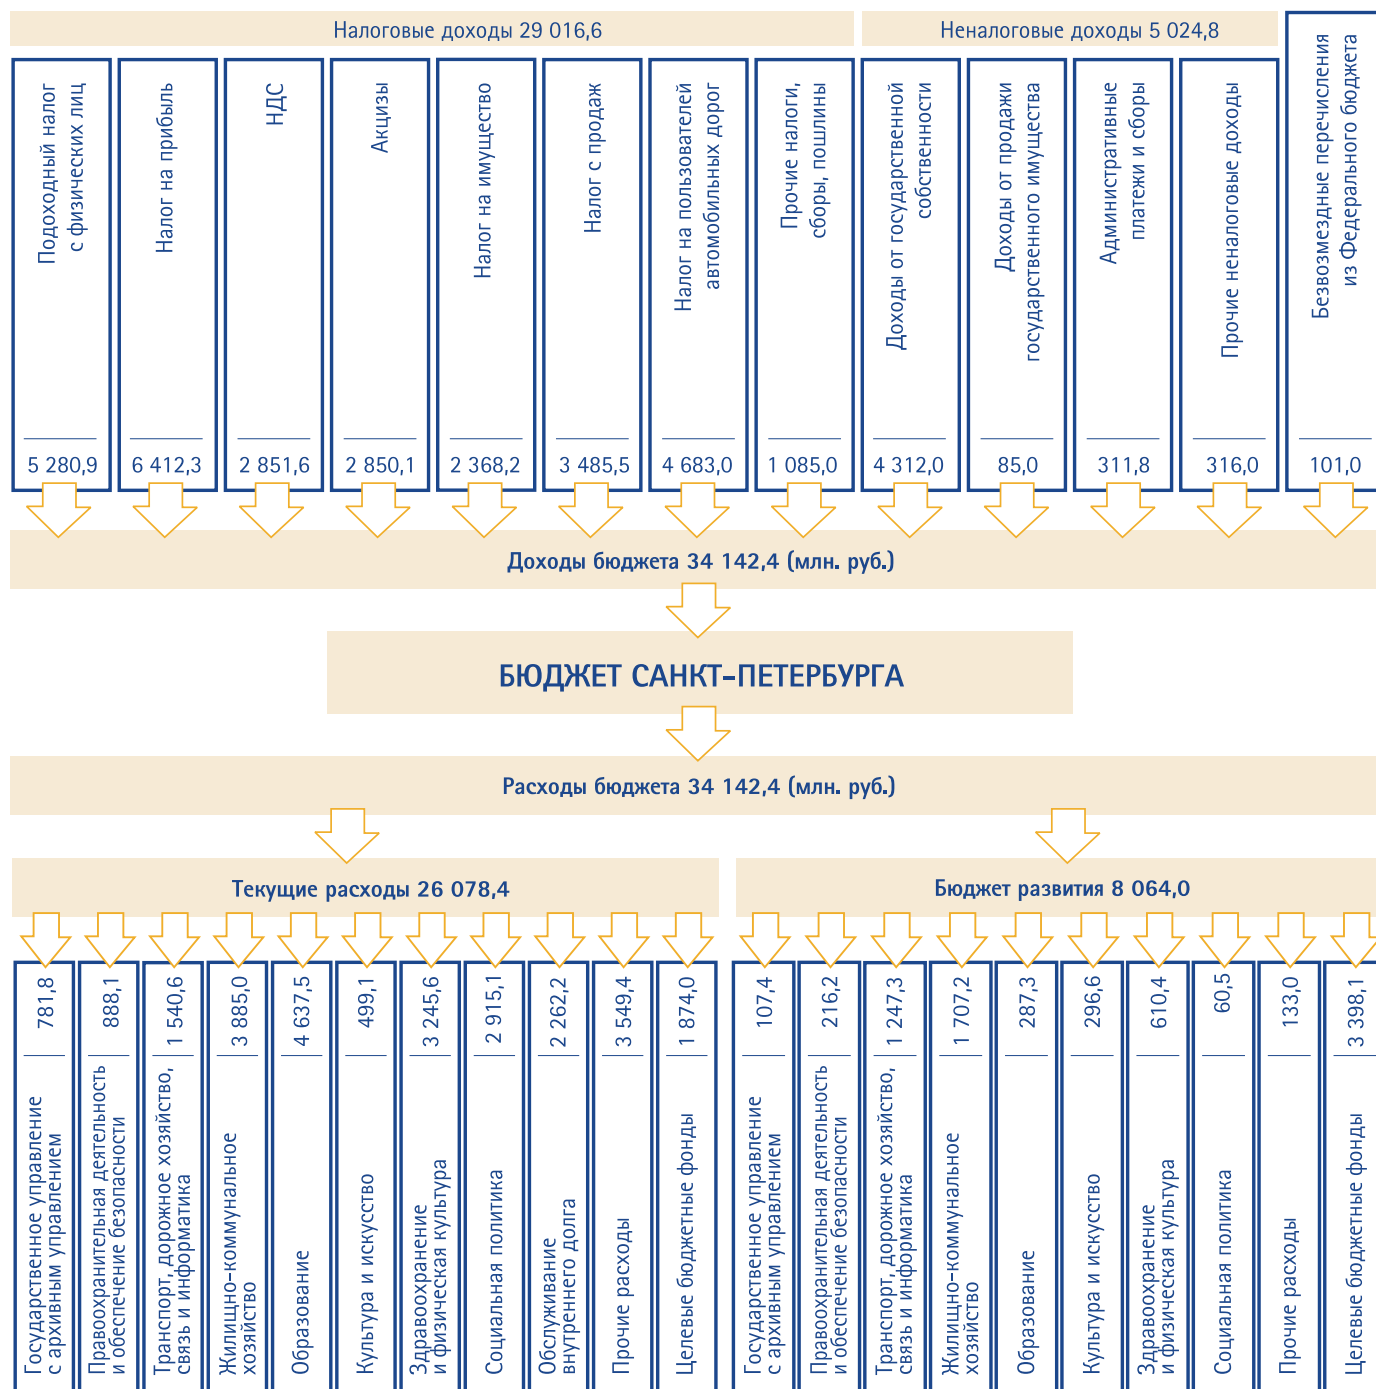 Налоговые доходы 29 016,6
Неналоговые доходы 5 024,8
Подоходный налог
с физических лиц
5 280,9
Налог на прибыль
6 412,3
НДС
2 851,6
Акцизы
2 850,1
Налог на имущество
2 368,2
Налог с продаж
3 485,5
Налог на пользователей
автомобильных дорог
4 683,0
Прочие налоги,
сборы, пошлины
1 085,0
Доходы от государственной
собственности
4 312,0
Доходы от продажи
государственного имущества
85,0
Административные
платежи и сборы
311,8
Прочие неналоговые доходы
316,0
Безвозмездные перечисления
из Федерального бюджета
101,0
Доходы бюджета 34 142,4 (млн. руб.)
БЮДЖЕТ САНКТ-ПЕТЕРБУРГА
Расходы бюджета 34 142,4 (млн. руб.)
Текущие расходы 26 078,4
Бюджет развития 8 064,0
781,8
Государственное управление
с архивным управлением
888,1
Правоохранительная деятельность
и обеспечение безопасности
1 540,6
Транспорт, дорожное хозяйство,
связь и информатика
3 885,0
Жилищно-коммунальное
хозяйство
4 637,5
Образование
499,1
Культура и искусство
3 245,6
Здравоохранение
и физическая культура
2 915,1
Социальная политика
2 262,2
Обслуживание
внутреннего долга
3 549,4
Прочие расходы
1 874,0
Целевые бюджетные фонды
107,4
Государственное управление
с архивным управлением
216,2
Правоохранительная деятельность
и обеспечение безопасности
1 247,3
Транспорт, дорожное хозяйство,
связь и информатика
1 707,2
Жилищно-коммунальное
хозяйство
287,3
Образование
296,6
Культура и искусство
610,4
Здравоохранение
и физическая культура
60,5
Социальная политика
133,0
Прочие расходы
3 398,1
Целевые бюджетные фонды